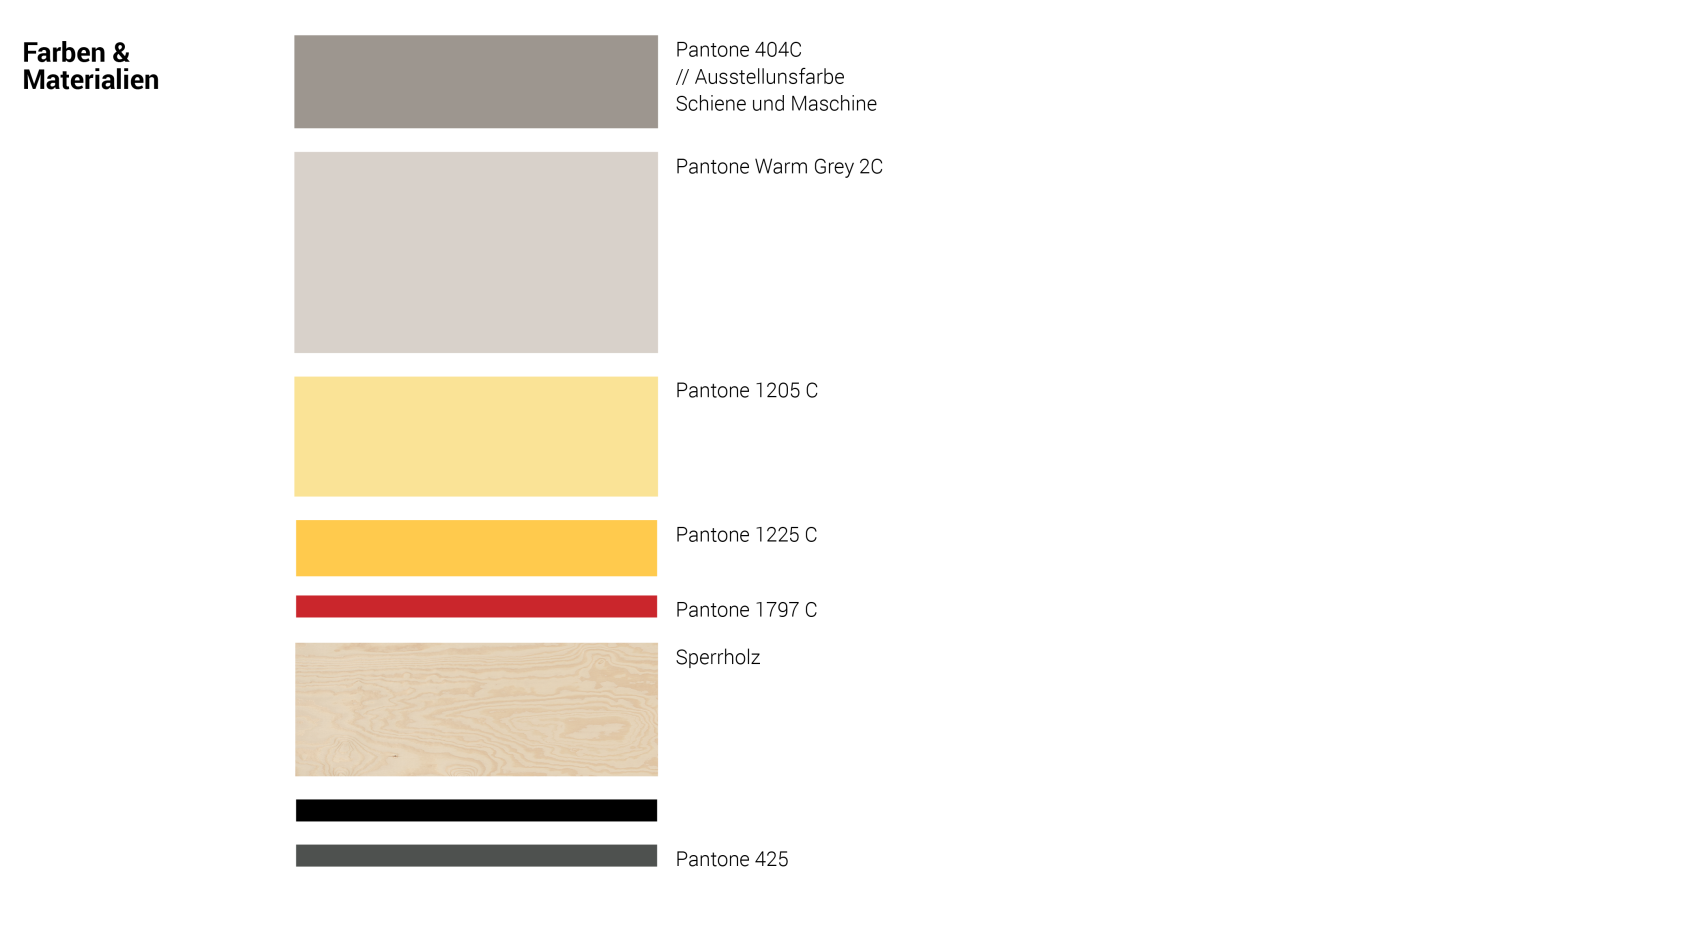 Farben &
Materialien
Pantone 404C
// Ausstellunsfarbe
Schiene und Maschine
Pantone Warm Grey 2C
Pantone 1205 C
Pantone 1225 C
Pantone 1797 C
Sperrholz
Pantone 425